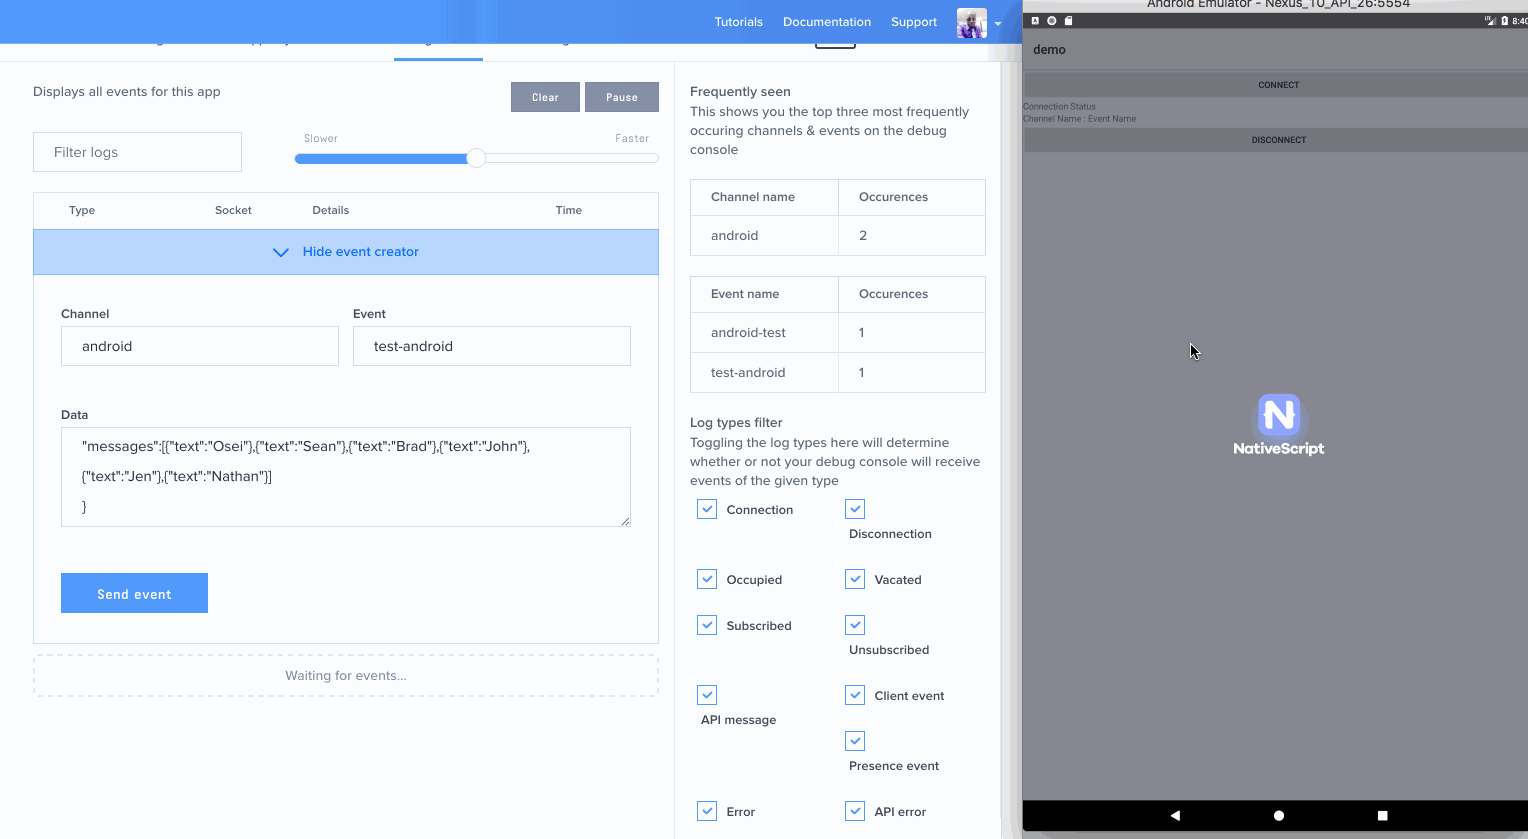 Tutorials Documentation Support
Displays all events for this app
Clear Pause
Slower Faster
Filter logs
Type Socket Details Time
Hide event creator
Channel Event
android test-android
Data
"messages":[{"text":"Osei"},{"text":"Sean"},{"text":"Brad"},{"text":"John"},
{"text":"Jen"},{"text":"Nathan"}]
}
Send event
Waiting for events...
Frequently seen
This shows you the top three most frequently
occuring channels & events on the debug
console
Channel name Occurences
android 2
Event name Occurences
android-test 1
test-android 1
Log types filter
Toggling the log types here will determine
whether or not your debug console will receive
events of the given type
Connection
Disconnection
Occupied Vacated
Subscribed
Unsubscribed
Client event
API message
Presence event
Error API error
Android Emulator - Nexus_10_API_26:5554
8:40
demo
CONNECT
Connection Status
Channel Name : Event Name
DISCONNECT
N
NativeScript